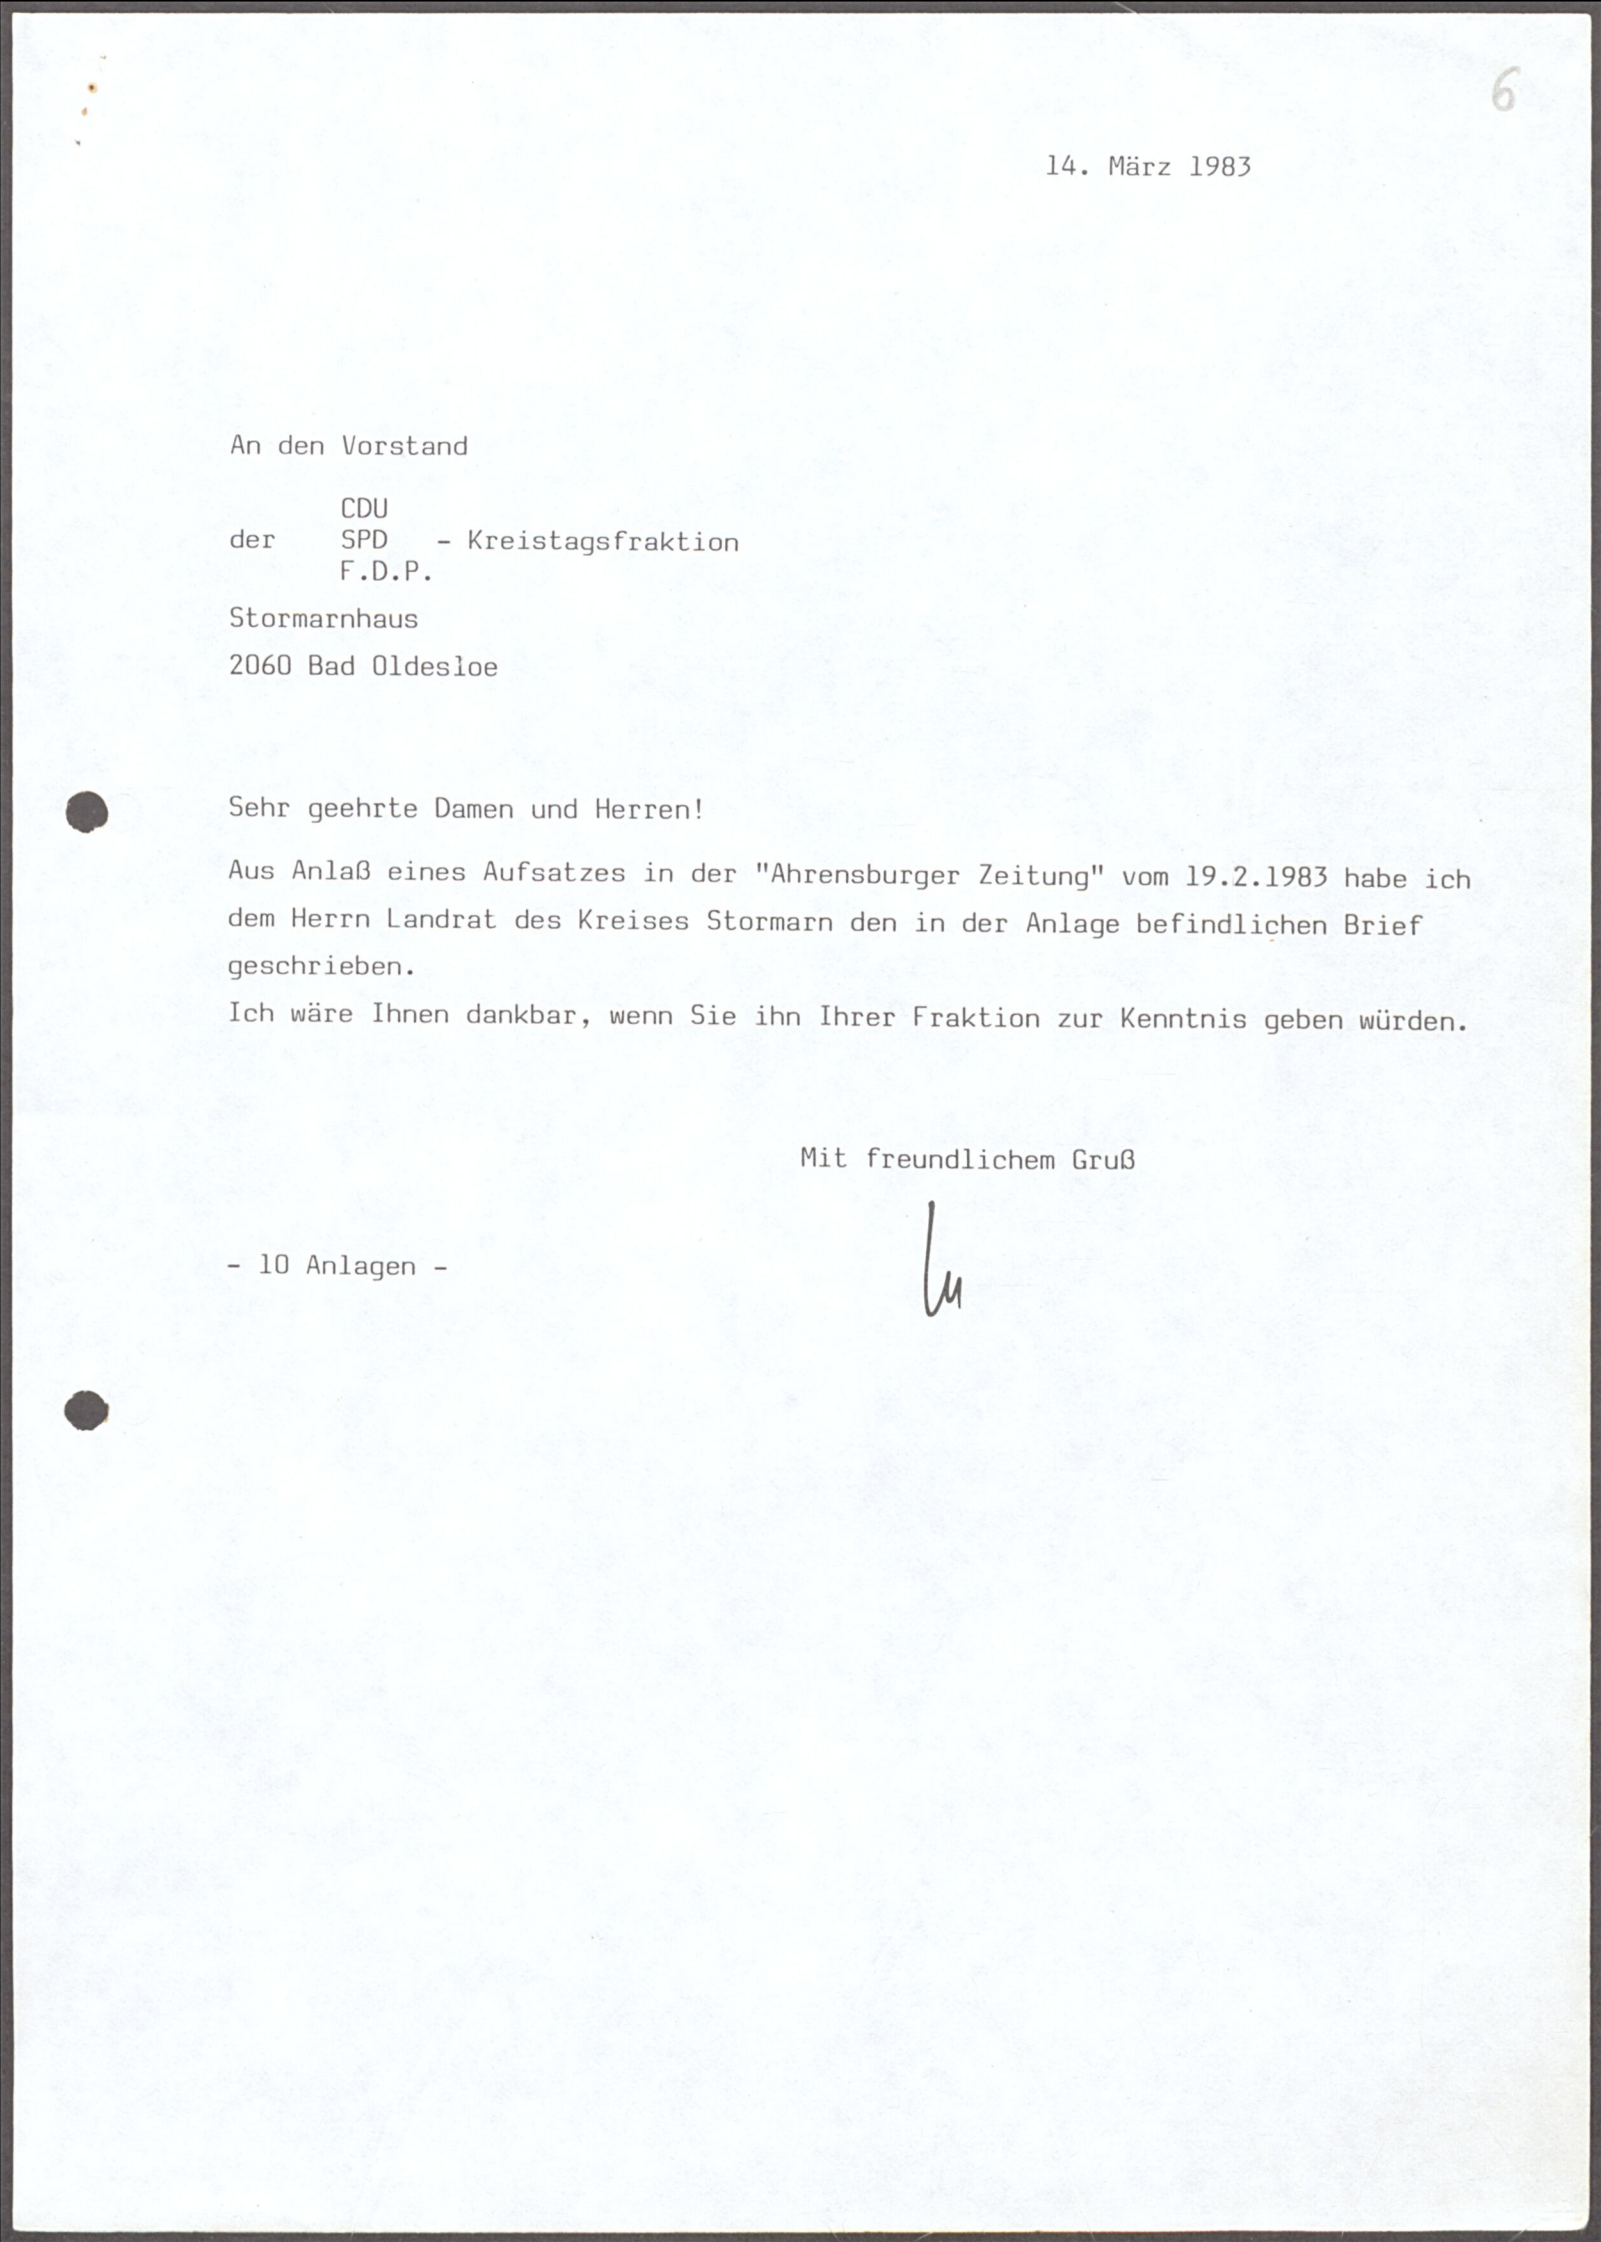 6
14. März 1983
An den Vorstand
CDU
der SPD - Kreistagsfraktion
F.D.P.
Stormarnhaus
2060 Bad Oldesloe
Sehr geehrte Damen und Herren!
Aus Anlaß eines Aufsatzes in der "Ahrensburger Zeitung" vom 19.2.1983 habe ich
dem Herrn Landrat des Kreises Stormarn den in der Anlage befindlichen Brief
geschrieben.
Ich wäre Ihnen dankbar, wenn Sie ihn Ihrer Fraktion zur Kenntnis geben würden.
Mit freundlichem Gruß
- 10 Anlagen -